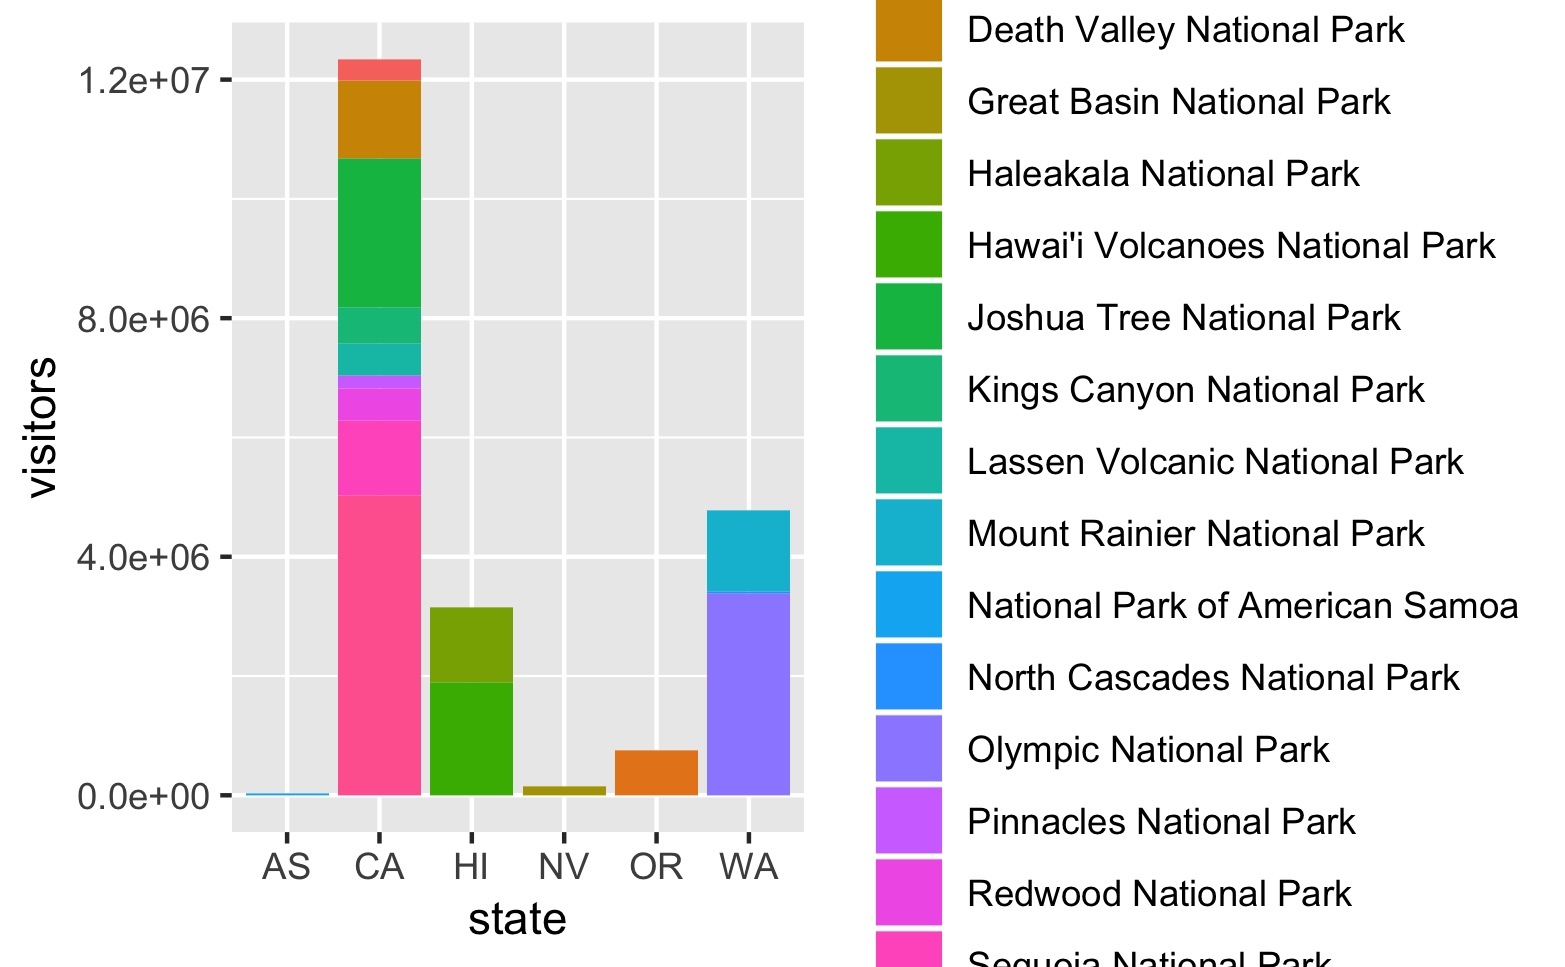 1.2e+07
8.0e+06
4.0e+06
0.0e+00
visitors
AS CA HI NV OR WA
state
Death Valley National Park
Great Basin National Park
Haleakala National Park
Hawai'i Volcanoes National Park
Joshua Tree National Park
Kings Canyon National Park
Lassen Volcanic National Park
Mount Rainier National Park
National Park of American Samoa
North Cascades National Park
Olympic National Park
Pinnacles National Park
Redwood National Park
Sequoia National Park